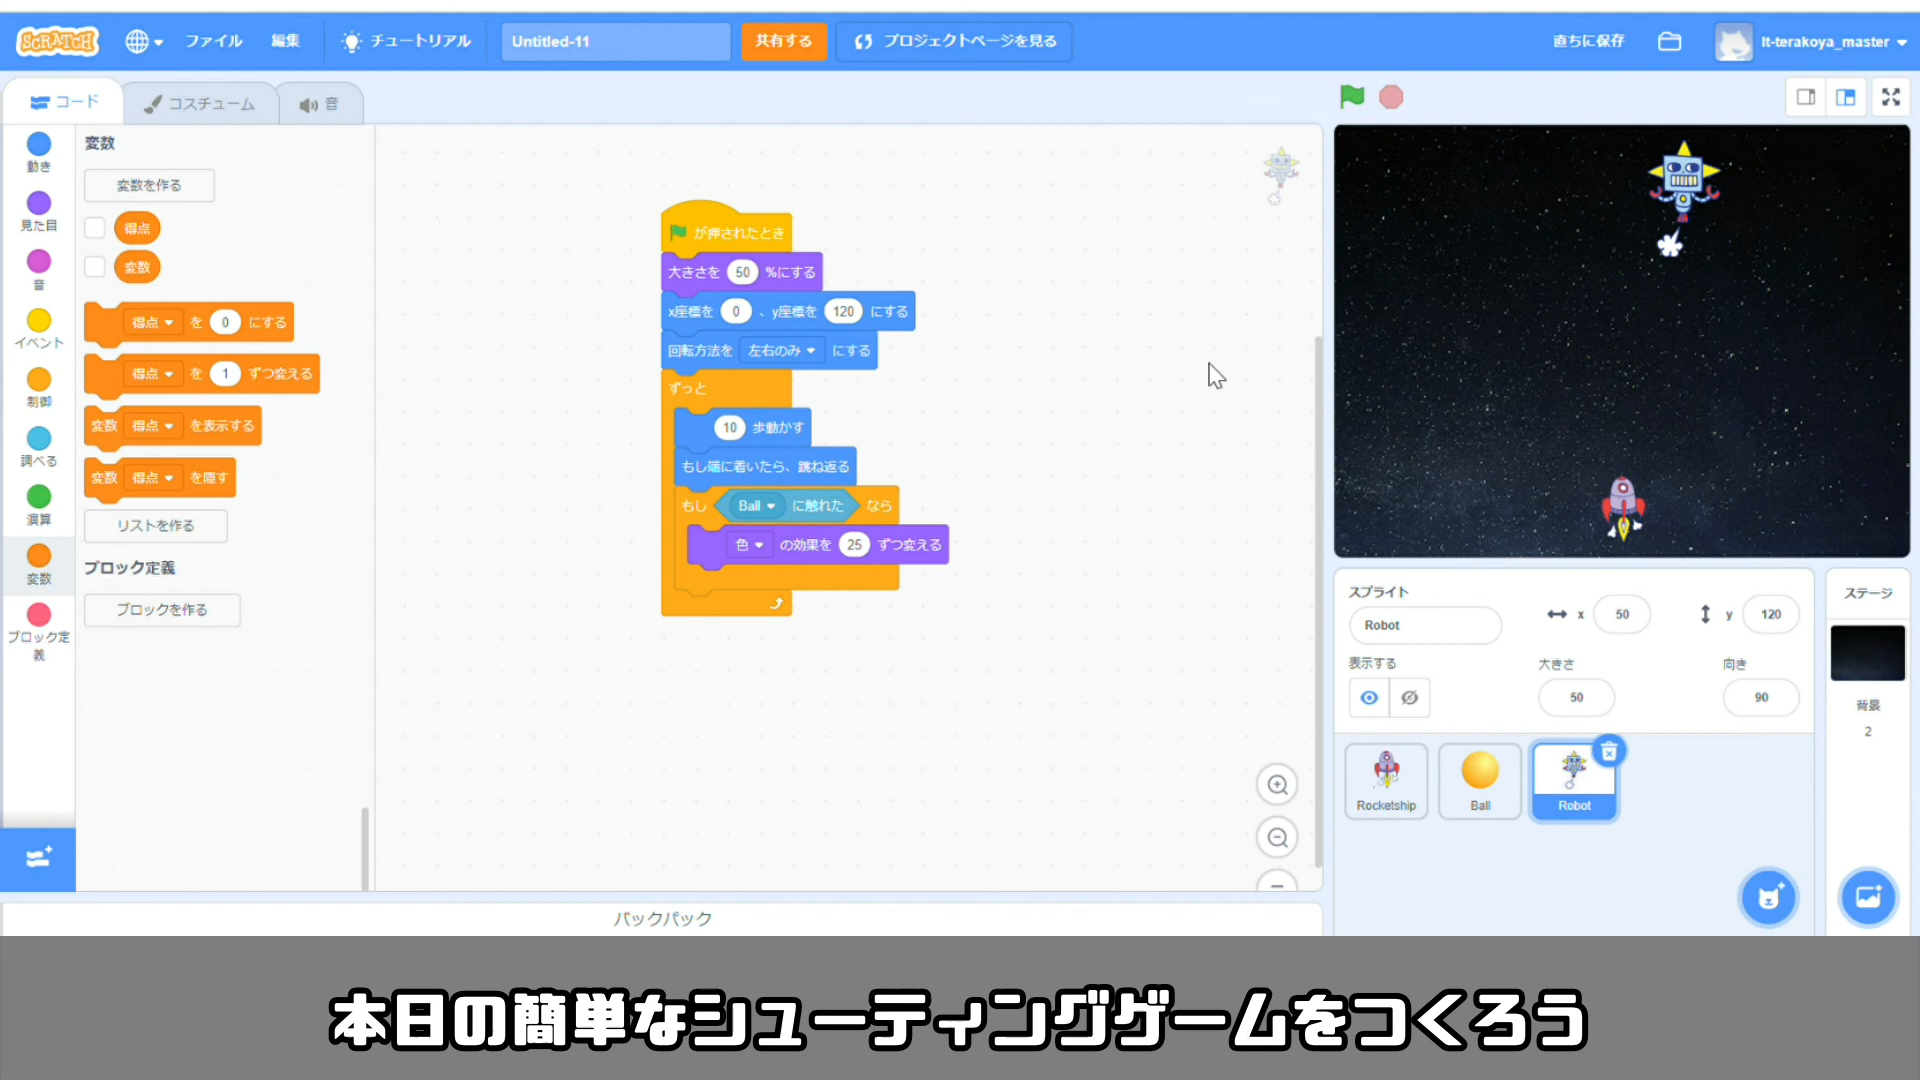 SCRATCH
ファイル
編集
チュートリアル
Untitled-11
共有する
プロジェクトページを見る
直ちに保存
It-terakoya_master
コード
コスチューム
音
動き
見た目
音
イベント
制御
調べる
演算
変数
ブロック定義
変数
変数を作る
得点
変数
得点 を 0 にする
得点 を 1 ずつ変える
変数 得点 を表示する
変数 得点 を隠す
リストを作る
ブロック定義
ブロックを作る
が押されたとき
大きさを 50 %にする
x座標を 0 、y座標を 120 にする
回転方法を 左右のみ にする
ずっと
10 歩動かす
もし端に着いたら、跳ね返る
もし Ball に触れた なら
色 の効果を 25 ずつ変える
バックパック
スプライト
Robot
x 50
y 120
表示する
大きさ
50
向き
90
Rocketship
Ball
Robot
ステージ
背景
2
本日の簡単なシューティングゲームをつくろう